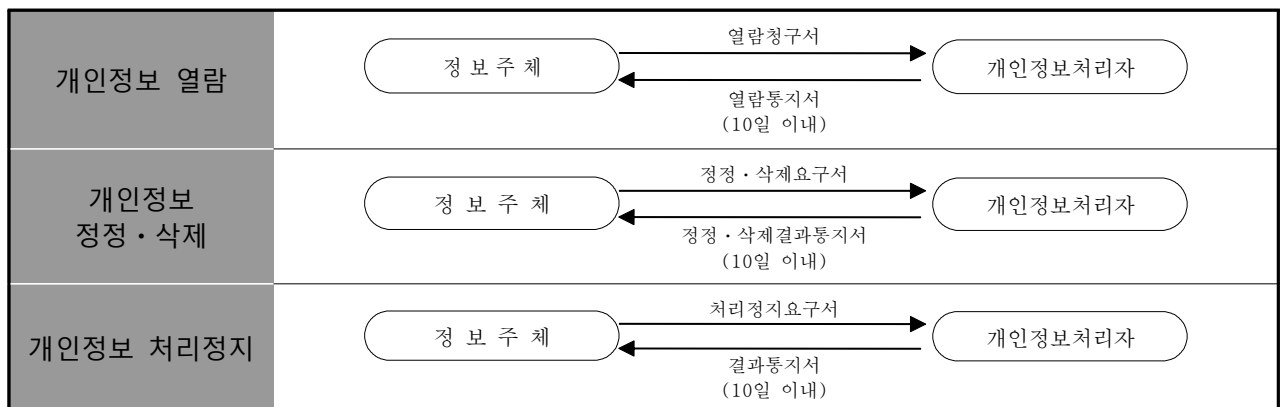 개인정보 열람
정보주체
열람청구서
개인정보처리자
열람통지서
(10일 이내)
개인정보
정정・삭제
정 보 주 체
정정・삭제요구서
개인정보처리자
정정・삭제결과통지서
(10일 이내)
개인정보 처리정지
정 보 주 체
처리정지요구서
개인정보처리자
결과통지서
(10일 이내)